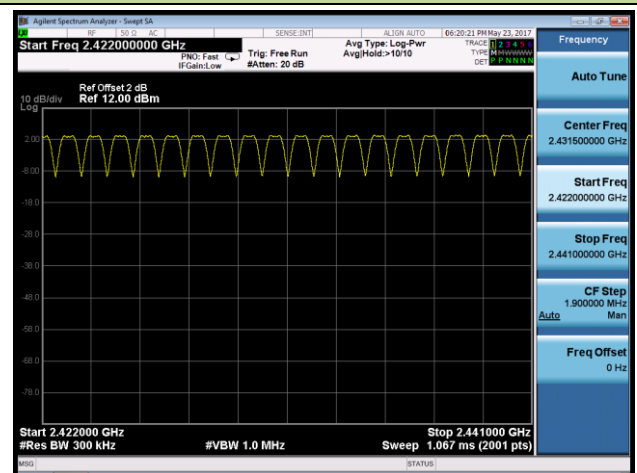 Agilent Spectrum Analyzer - Swept SA
RF 50 Ω AC SENSE:INT ALIGN AUTO 06:20:21 PM May 23, 2017
Start Freq 2.422000000 GHz
PNO: Fast
IFGain:Low
Trig: Free Run
#Atten: 20 dB
Avg Type: Log-Pwr
Avg|Hold:>10/10
TRACE 1 2 3 4 5 6
TYPE M M W W W W
DET P P N N N N
Ref Offset 2 dB
10 dB/div Ref 12.00 dBm
Log
2.00
-8.00
-18.0
-28.0
-38.0
-48.0
-58.0
-68.0
-78.0
Start 2.422000 GHz
Stop 2.441000 GHz
#Res BW 300 kHz #VBW 1.0 MHz Sweep 1.067 ms (2001 pts)
MSG STATUS
Frequency
Auto Tune
Center Freq
2.431500000 GHz
Start Freq
2.422000000 GHz
Stop Freq
2.441000000 GHz
CF Step
1.900000 MHz
Auto Man
Freq Offset
0 Hz